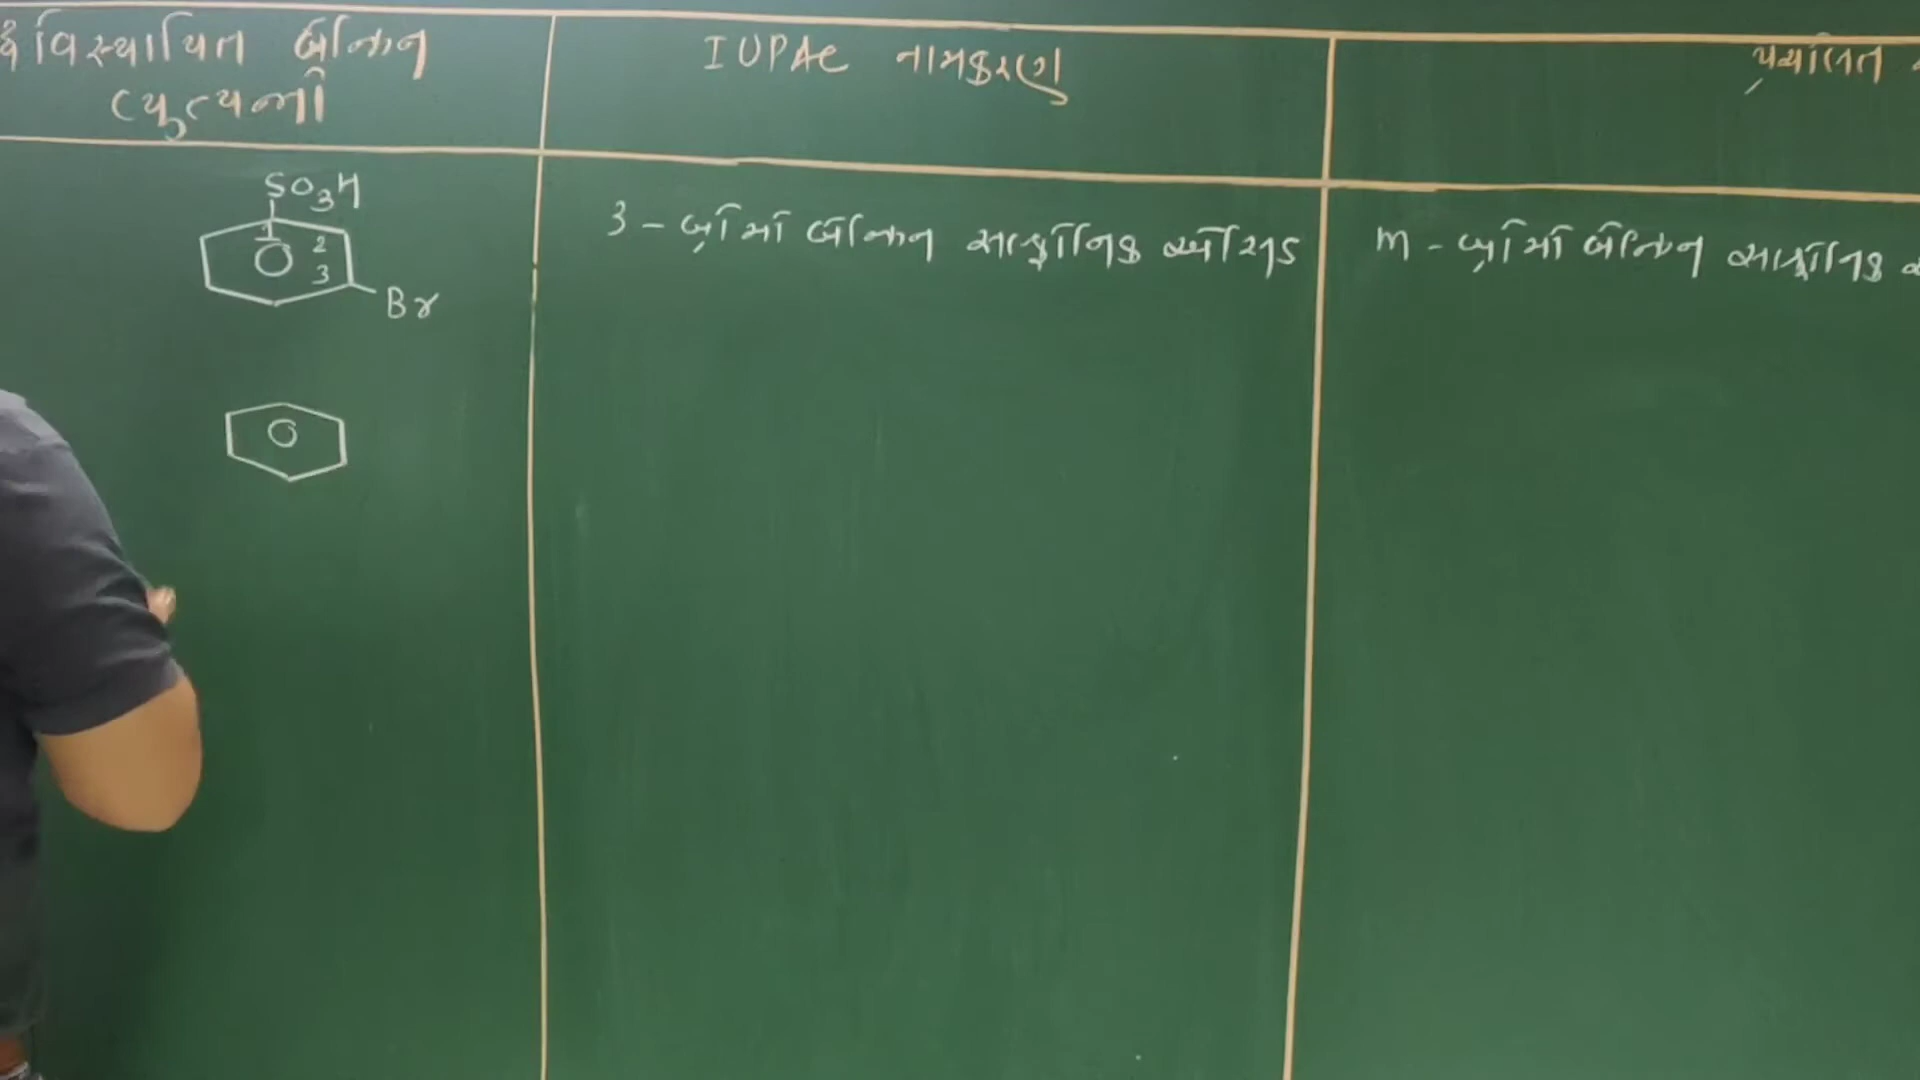 દ્વિવિસ્થાપિત બેન્ઝિન
વ્યુત્પન્નો
IUPAC નામકરણ
પ્રચલિત
SO3H
1
2
3
Br
3 - બ્રોમો બેન્ઝિન સલ્ફોનિક એસિડ
m - બ્રોમો બેન્ઝિન સલ્ફોનિક